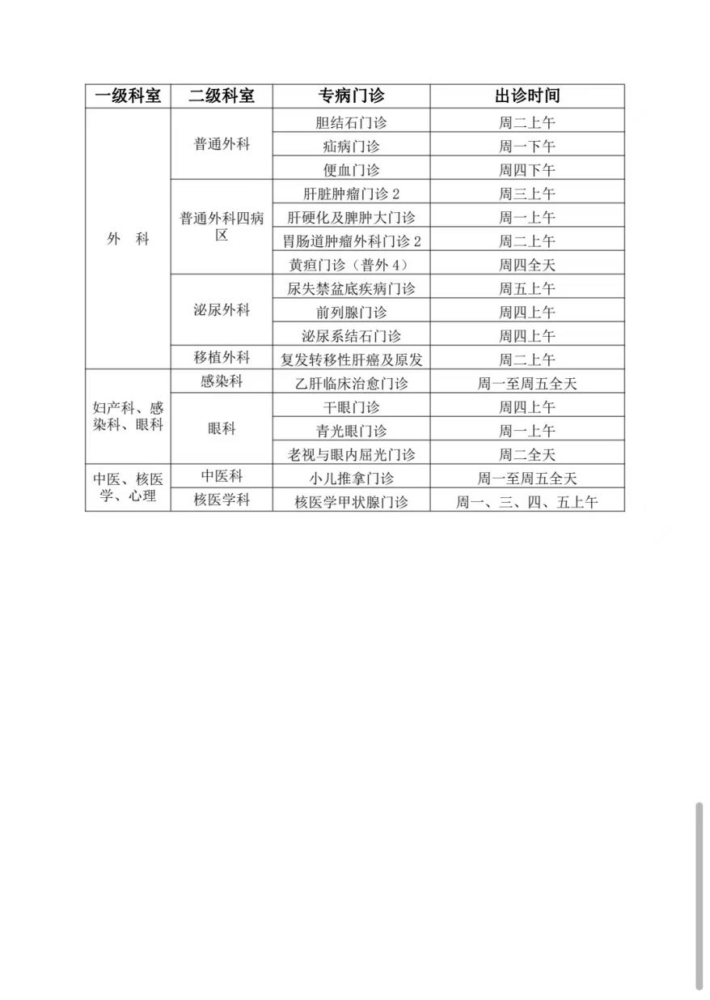 一级科室 二级科室 专病门诊 出诊时间
外 科 普通外科 胆结石门诊 周二上午
疝病门诊 周一下午
便血门诊 周四下午
普通外科四病
区
肝脏肿瘤门诊 2 周三上午
肝硬化及脾肿大门诊 周一上午
胃肠道肿瘤外科门诊 2 周二上午
黄疸门诊（普外 4） 周四全天
泌尿外科 尿失禁盆底疾病门诊 周五上午
前列腺门诊 周四上午
泌尿系结石门诊 周四上午
移植外科 复发转移性肝癌及原发 周二上午
妇产科、感
染科、眼科
感染科 乙肝临床治愈门诊 周一至周五全天
眼科 干眼门诊 周四上午
青光眼门诊 周一上午
老视与眼内屈光门诊 周二全天
中医、核医
学、心理
中医科 小儿推拿门诊 周一至周五全天
核医学科 核医学甲状腺门诊 周一、三、四、五上午